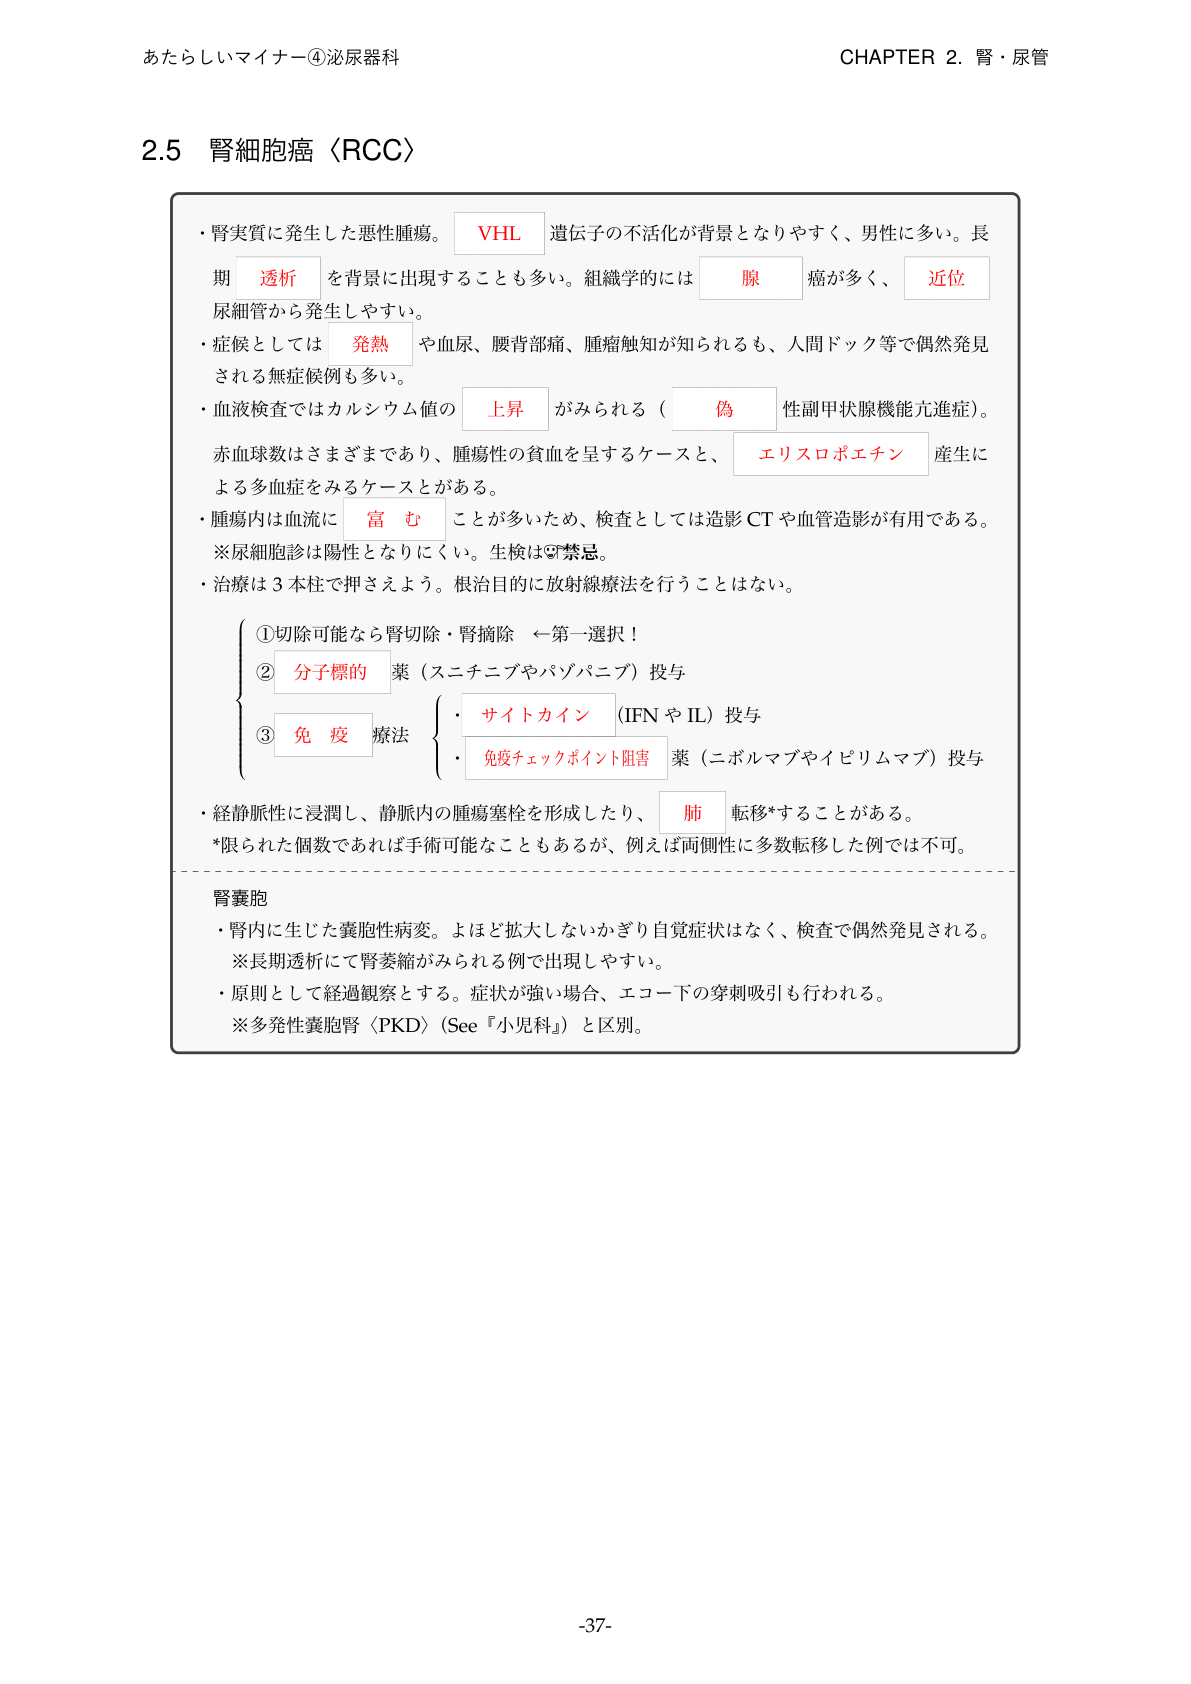 あたらしいマイナー④泌尿器科
CHAPTER 2. 腎・尿管
2.5 腎細胞癌〈RCC〉
・腎実質に発生した悪性腫瘍。 VHL 遺伝子の不活化が背景となりやすく、男性に多い。長
期 透析 を背景に出現することも多い。組織学的には 腺 癌が多く、 近位
尿細管から発生しやすい。
・症候としては 発熱 や血尿、腰背部痛、腫瘤触知が知られるも、人間ドック等で偶然発見
される無症候例も多い。
・血液検査ではカルシウム値の 上昇 がみられる（ 偽 性副甲状腺機能亢進症）。
赤血球数はさまざまであり、腫瘍性の貧血を呈するケースと、 エリスロポエチン 産生に
よる多血症をみるケースとがある。
・腫瘍内は血流に 富 む ことが多いため、検査としては造影 CT や血管造影が有用である。
※尿細胞診は陽性となりにくい。生検は禁忌。
・治療は 3 本柱で押さえよう。根治目的に放射線療法を行うことはない。
①切除可能なら腎切除・腎摘除 ←第一選択！
② 分子標的 薬（スニチニブやパゾパニブ）投与
③ 免 疫 療法
・ サイトカイン （IFN や IL）投与
・ 免疫チェックポイント阻害 薬（ニボルマブやイピリムマブ）投与
・経静脈性に浸潤し、静脈内の腫瘍塞栓を形成したり、 肺 転移*することがある。
*限られた個数であれば手術可能なこともあるが、例えば両側性に多数転移した例では不可。
腎嚢胞
・腎内に生じた嚢胞性病変。よほど拡大しないかぎり自覚症状はなく、検査で偶然発見される。
※長期透析にて腎萎縮がみられる例で出現しやすい。
・原則として経過観察とする。症状が強い場合、エコー下の穿刺吸引も行われる。
※多発性嚢胞腎〈PKD〉（See『小児科』）と区別。
-37-